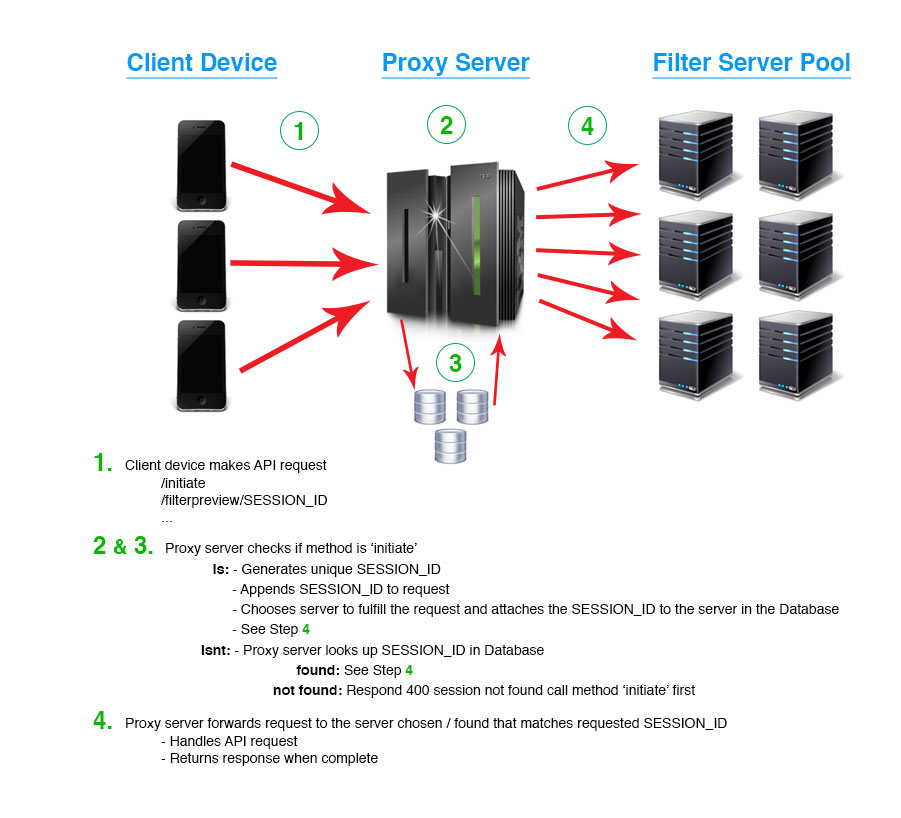 Client Device
Proxy Server
Filter Server Pool
1
2
4
3
1. Client device makes API request
/initiate
/filterpreview/SESSION_ID
...
2 & 3. Proxy server checks if method is ‘initiate’
Is: - Generates unique SESSION_ID
- Appends SESSION_ID to request
- Chooses server to fulfill the request and attaches the SESSION_ID to the server in the Database
- See Step 4
Isnt: - Proxy server looks up SESSION_ID in Database
found: See Step 4
not found: Respond 400 session not found call method ‘initiate’ first
4. Proxy server forwards request to the server chosen / found that matches requested SESSION_ID
- Handles API request
- Returns response when complete